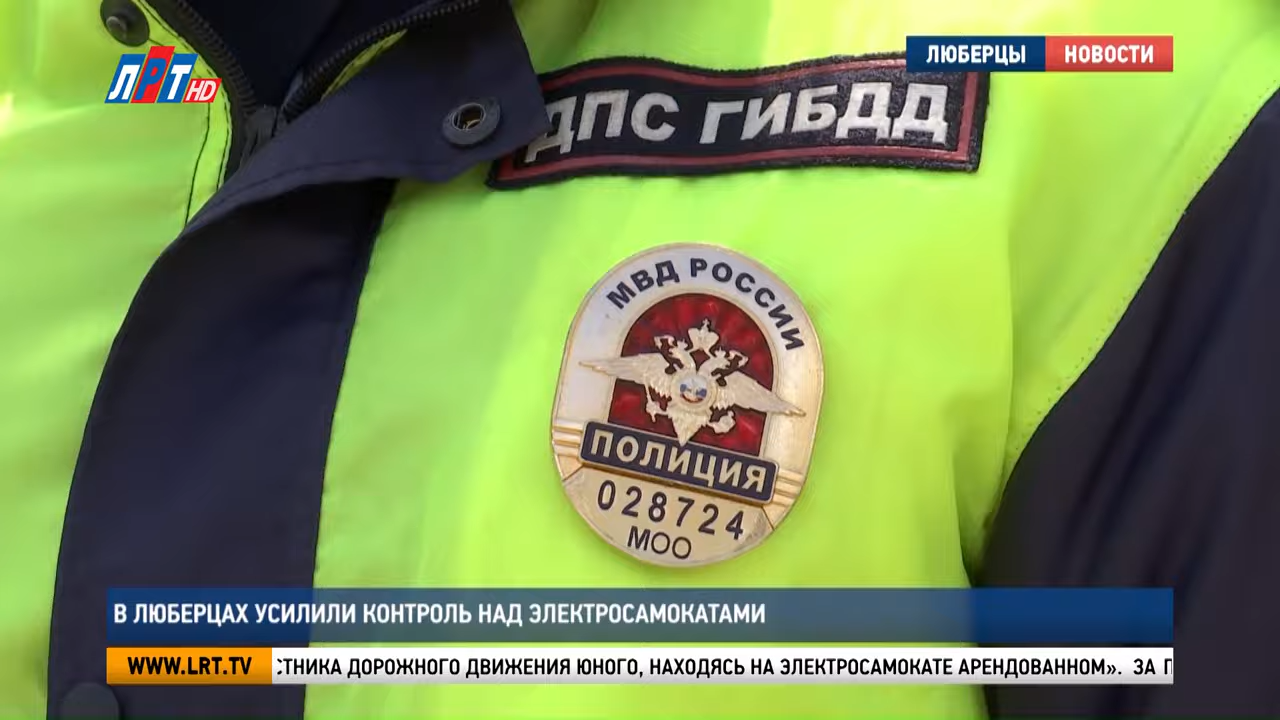 ЛРТ HD
ЛЮБЕРЦЫ НОВОСТИ
ДПС ГИБДД
МВД РОССИИ
ПОЛИЦИЯ
028724
МОО
В ЛЮБЕРЦАХ УСИЛИЛИ КОНТРОЛЬ НАД ЭЛЕКТРОСАМОКАТАМИ
WWW.LRT.TV СТНИКА ДОРОЖНОГО ДВИЖЕНИЯ ЮНОГО, НАХОДЯСЬ НА ЭЛЕКТРОСАМОКАТЕ АРЕНДОВАННОМ». ЗА П